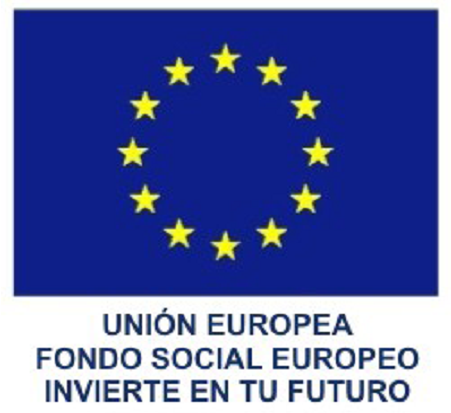 UNIÓN EUROPEA
FONDO SOCIAL EUROPEO
INVIERTE EN TU FUTURO